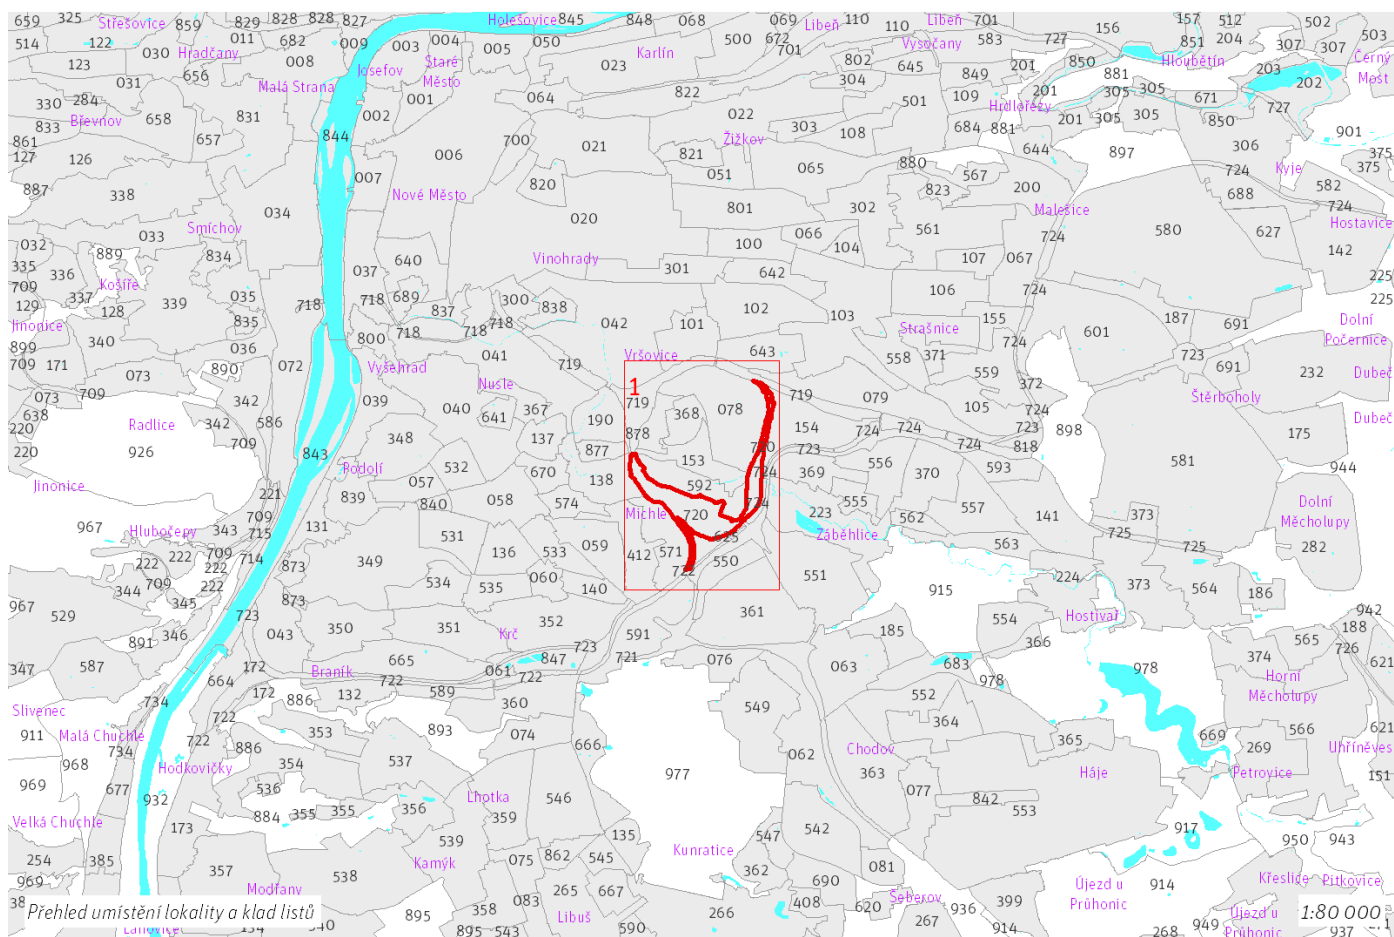 659 325 Střešovice 859 829 828 828 827 Holešovice 845 848 068 069 Libeň 110 110 Libeň 701 156 157 512 502
514 122 030 Hradčany 011 682 009 003 004 005 050 Karlín 500 672 701 Vysočany 583 727 851 204 307 307 503
123 031 656 008 Josefov Staré Město 023 802 645 849 201 850 881 Hloubětín 203 202 Černý Most
330 284 Břevnov 658 Malá Strana 001 064 822 304 501 109 Hrdlořezy 201 305 305 671 727
833 831 844 002 022 303 108 684 881 201 305 305 850 901
861 127 126 657 006 700 021 821 Žižkov 051 065 880 567 644 897 306 375 375
887 338 007 Nové Město 820 801 302 823 200 Malešice 724 688 Kyje 582 724
034 020 066 561 724 580 627 Hostavice
032 033 Smíchov 834 889 100 104 107 067 142
335 336 Košíře 037 640 Vinohrady 301 642 106 724 225 225
709 337 339 035 718 718 689 300 838 102 103 155 187 691 Dolní Počernice
129 128 835 837 718 718 042 101 Strašnice 601
Jinonice 340 036 800 041 719 Vršovice 643 558 371 724 723 691
899 709 171 890 072 Vyšehrad Nusle 1 559 372 232 Dubeč
073 073 709 342 039 040 641 367 190 719 368 078 719 079 105 724 Štěrboholy
638 220 Radlice 342 586 348 137 878 154 724 724 723 898 175 Dubeč
220 926 709 843 Podolí 532 670 877 153 720 723 724 818 581 944
Jinonice 221 839 057 840 058 574 138 592 724 369 556 370 593
967 Hlubočepy 343 709 715 131 531 Michle 720 724 223 555 562 557 141 373 Dolní Měcholupy
222 222 709 222 714 349 136 533 059 412 571 625 550 Záběhlice 563 725 725 282
344 709 222 873 534 535 060 140 722 551 915 224 373 564 186
967 529 345 723 873 361 Hostivař 942
891 346 043 350 351 352 591 185 554 366 565 188
347 587 172 Braník 665 Krč 847 723 721 076 063 683 978 978 374 726 621
734 664 172 132 722 589 061 722 549 552 Horní Měcholupy
Slivenec 886 360 364
911 Malá Chuchle 734 722 722 353 893 074 666 062 Chodov 365 669 566 621
968 886 354 537 977 363 Háje 269 Uhříněves
969 677 Hodkovičky 536 Lhotka 546 077 842 553 Petrovice 151
932 884 355 355 356 359
Velká Chuchle 173 539 135 547 542 917 950 943
254 385 357 538 Kamýk 075 862 545 Kunratice 362 081 Křeslice Pitkovice
969 Modřany 083 265 667 690 Šeberov Újezd u Průhonic 914
Přehled umístění lokality a klad listů 895 358 Libuš 266 408 620 936 399 Újezd u Průhonic 1:80 000
Lahovice 895 543 590 267 914 268 949 937